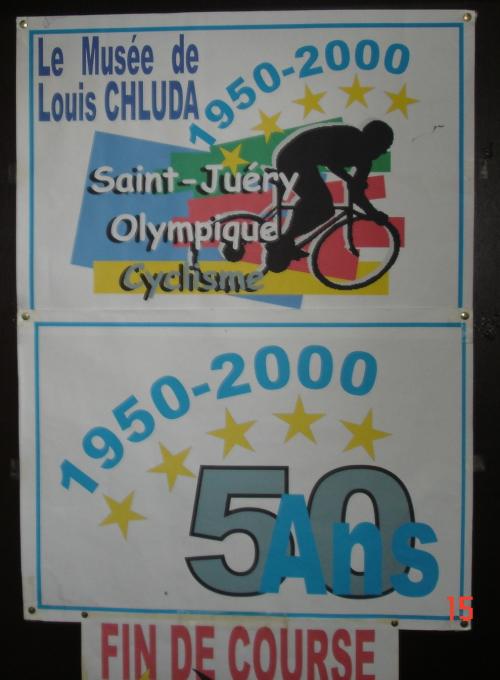 Le Musée de
Louis CHLUDA
1950-2000
Saint-Juéry
Olympique
Cyclisme
1950-2000
50
Ans
15
FIN DE COURSE